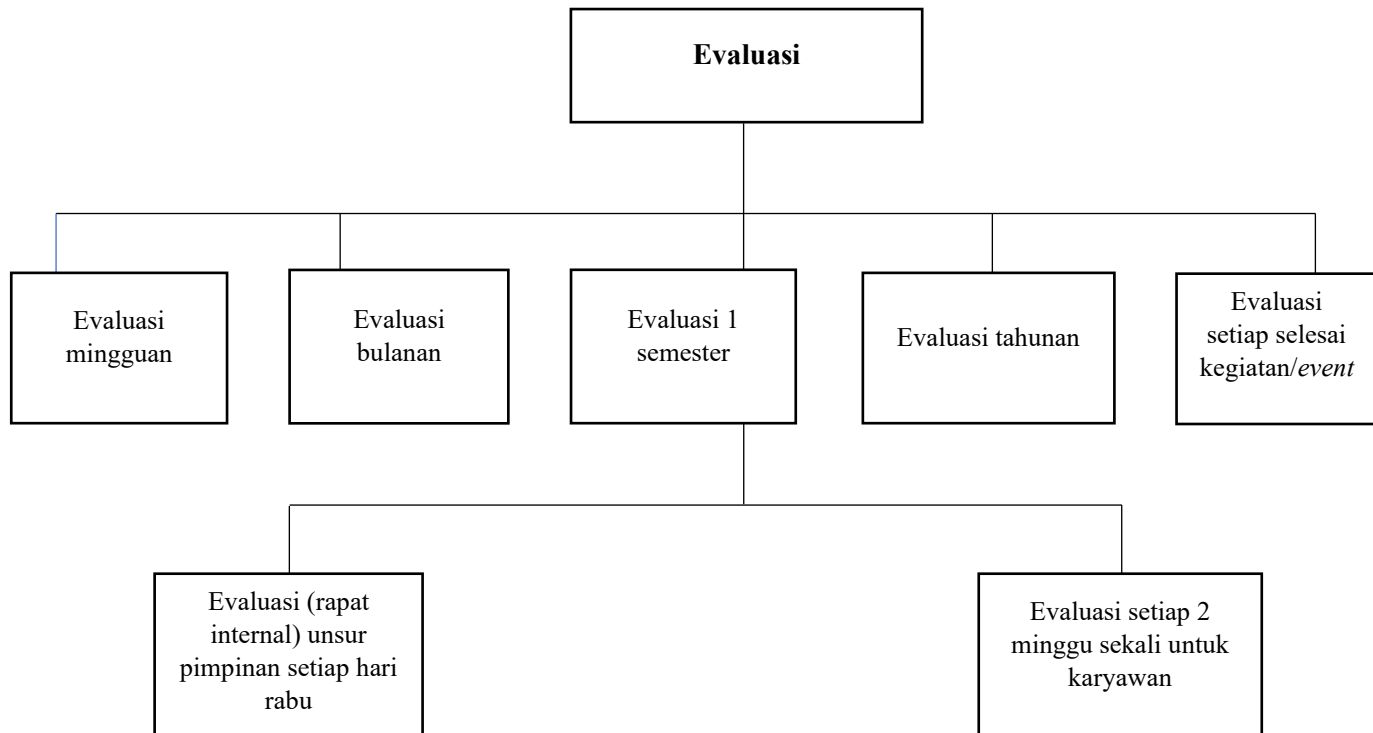 Evaluasi
Evaluasi
mingguan
Evaluasi
bulanan
Evaluasi 1
semester
Evaluasi tahunan
Evaluasi
setiap selesai
kegiatan/event
Evaluasi (rapat
internal) unsur
pimpinan setiap hari
rabu
Evaluasi setiap 2
minggu sekali untuk
karyawan